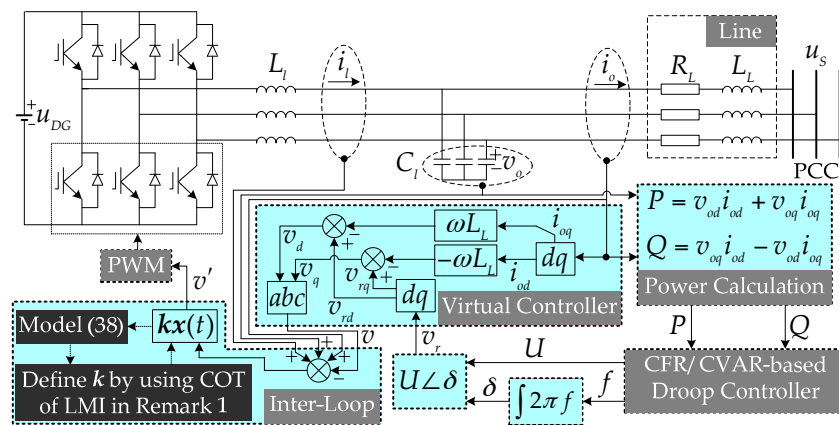 Line
u_S
L_l
i_l
i_o
R_L
L_L
u_DG
+
−
C_l
+
−
v_o
PCC
P = v_od i_od + v_oq i_oq
Q = v_oq i_od − v_od i_oq
Power Calculation
ωL_L
i_oq
−ωL_L
i_od
dq
v_d
v_q
v_rq
v_rd
+
−
+
−
abc
dq
Virtual Controller
v_r
PWM
v'
Model (38)
kx(t)
Define k by using COT
of LMI in Remark 1
v
+
+
+
−
Inter-Loop
P
Q
CFR/ CVAR-based
Droop Controller
U
U∠δ
δ
∫2πf
f